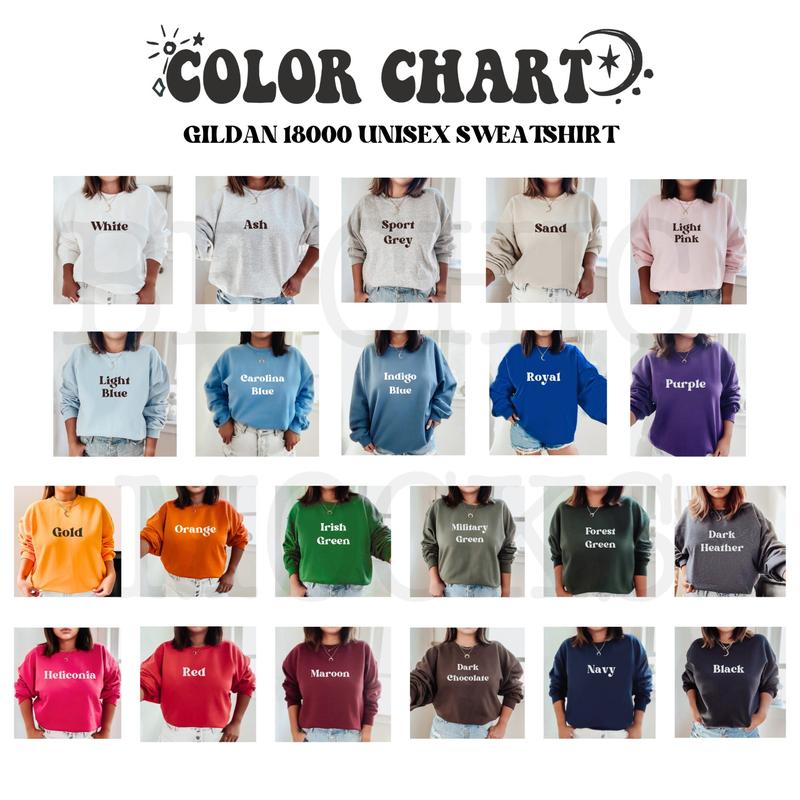 COLOR CHART
GILDAN 18000 UNISEX SWEATSHIRT
White
Ash
Sport
Grey
Sand
Light
Pink
Light
Blue
Carolina
Blue
Indigo
Blue
Royal
Purple
Gold
Orange
Irish
Green
Military
Green
Forest
Green
Dark
Heather
Heliconia
Red
Maroon
Dark
Chocolate
Navy
Black
MOCKS